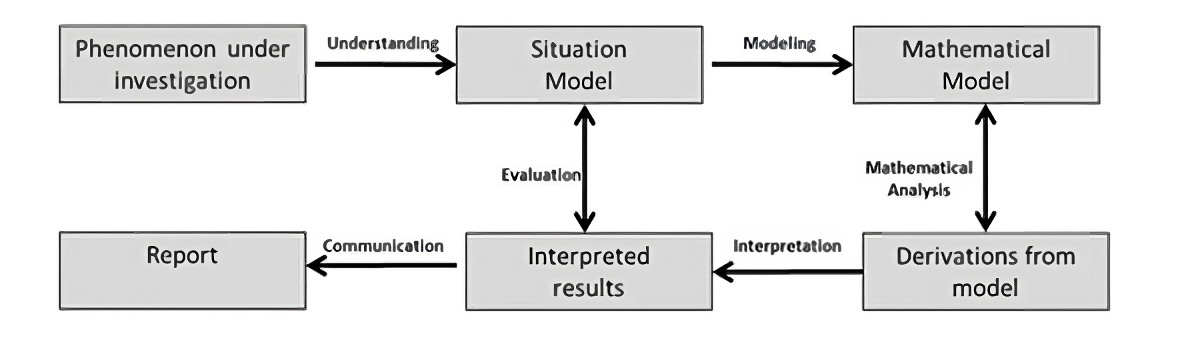 Phenomenon under
investigation
Understanding
Situation
Model
Modeling
Mathematical
Model
Evaluation
Mathematical
Analysis
Report
Communication
Interpreted
results
Interpretation
Derivations from
model